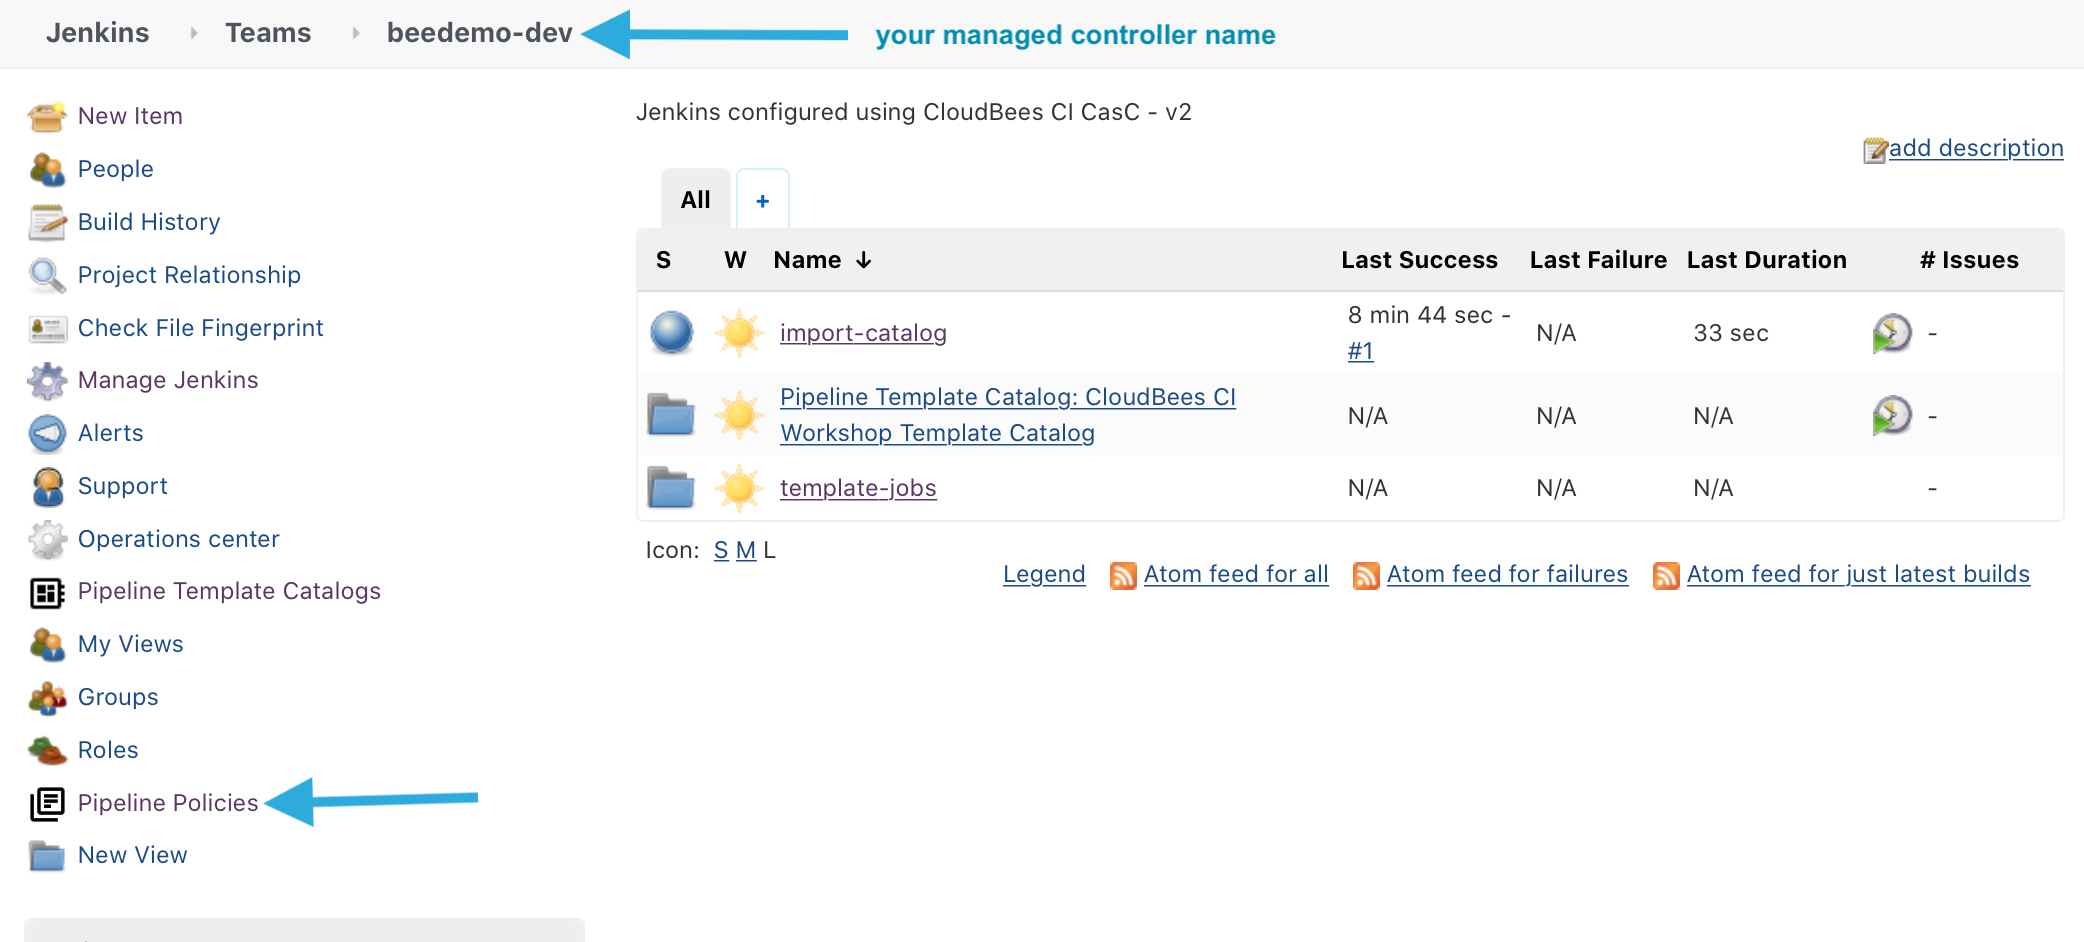 Jenkins Teams beedemo-dev your managed controller name
New Item
People
Build History
Project Relationship
Check File Fingerprint
Manage Jenkins
Alerts
Support
Operations center
Pipeline Template Catalogs
My Views
Groups
Roles
Pipeline Policies
New View
Jenkins configured using CloudBees CI CasC - v2
add description
All +
S W Name ↓ Last Success Last Failure Last Duration # Issues
import-catalog 8 min 44 sec - N/A 33 sec -
#1
Pipeline Template Catalog: CloudBees CI N/A N/A N/A -
Workshop Template Catalog
template-jobs N/A N/A N/A -
Icon: S M L
Legend Atom feed for all Atom feed for failures Atom feed for just latest builds